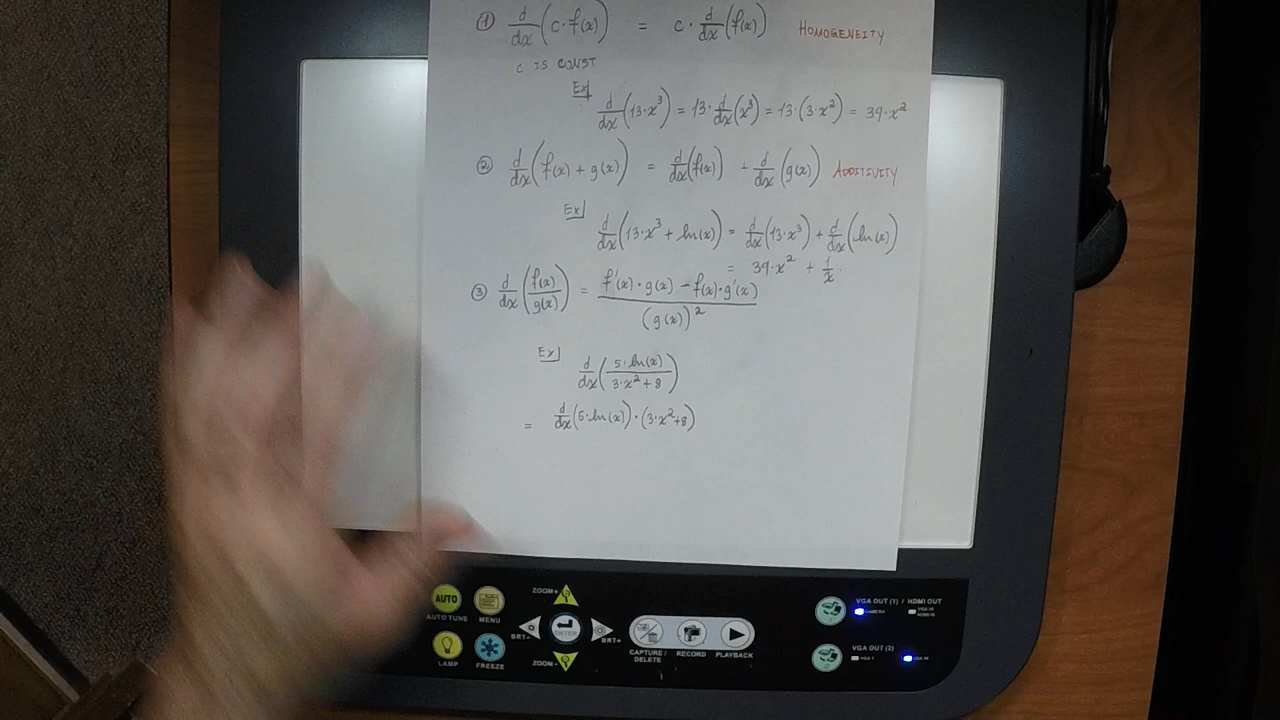 ① d/dx (c · f(x)) = c · d/dx (f(x)) HOMOGENEITY
c IS CONST
Ex] d/dx (13·x³) = 13· d/dx (x³) = 13·(3·x²) = 39·x²
② d/dx (f(x) + g(x)) = d/dx (f(x)) + d/dx (g(x)) ADDITIVITY
Ex] d/dx (13·x³ + ln(x)) = d/dx (13·x³) + d/dx (ln(x))
= 39·x² + 1/x.
③ d/dx (f(x)/g(x)) = f'(x)·g(x) - f(x)·g'(x) / (g(x))²
Ex] d/dx (5·ln(x) / 3·x²+8)
= d/dx (5·ln(x))·(3·x²+8)
AUTO
AUTO TUNE
MENU
LAMP
FREEZE
ZOOM+
BRT-
ENTER
BRT+
ZOOM-
CAPTURE / DELETE
RECORD
PLAYBACK
VGA OUT (1) / HDMI OUT
CAMERA
VGA OUT (2)